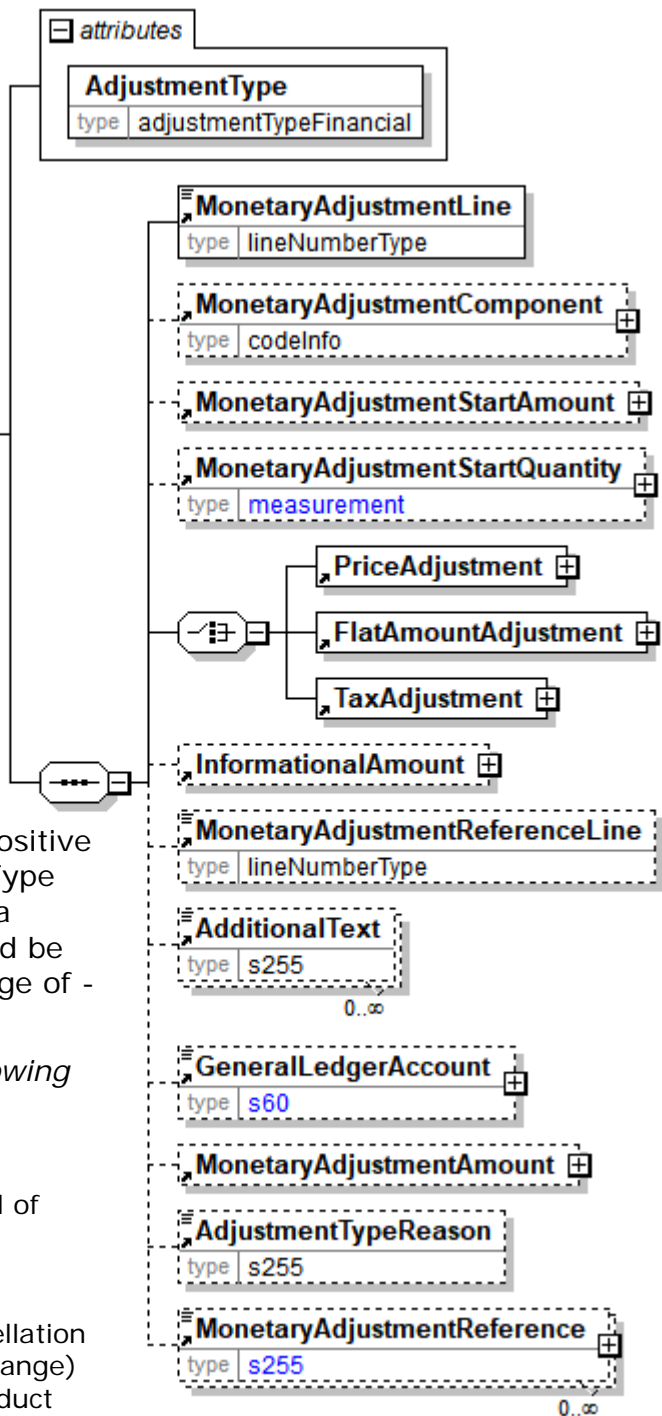 attributes
AdjustmentType
type adjustmentTypeFinancial
MonetaryAdjustmentLine
type lineNumberType
MonetaryAdjustmentComponent
type codeInfo
MonetaryAdjustmentStartAmount
MonetaryAdjustmentStartQuantity
type measurement
PriceAdjustment
FlatAmountAdjustment
TaxAdjustment
InformationalAmount
MonetaryAdjustmentReferenceLine
type lineNumberType
AdditionalText
type s255
0..∞
GeneralLedgerAccount
type s60
MonetaryAdjustmentAmount
AdjustmentTypeReason
type s255
MonetaryAdjustmentReference
type s255
0..∞
ositive
ype
a
d be
ge of -
owing
l of
ellation
ange)
duct